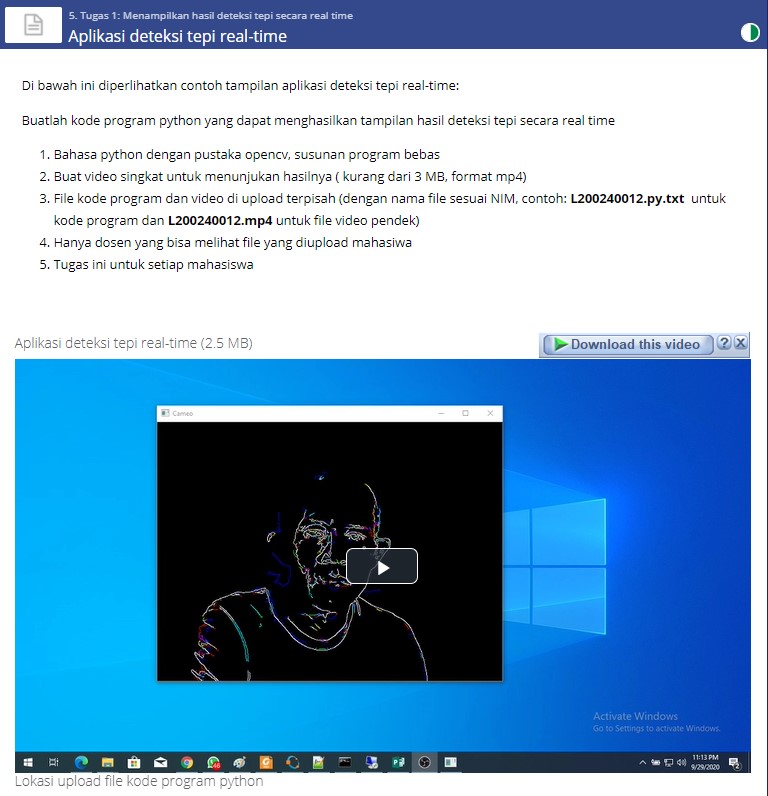 5. Tugas 1: Menampilkan hasil deteksi tepi secara real time
Aplikasi deteksi tepi real-time
Di bawah ini diperlihatkan contoh tampilan aplikasi deteksi tepi real-time:
Buatlah kode program python yang dapat menghasilkan tampilan hasil deteksi tepi secara real time
1. Bahasa python dengan pustaka opencv, susunan program bebas
2. Buat video singkat untuk menunjukan hasilnya ( kurang dari 3 MB, format mp4)
3. File kode program dan video di upload terpisah (dengan nama file sesuai NIM, contoh: L200240012.py.txt untuk
kode program dan L200240012.mp4 untuk file video pendek)
4. Hanya dosen yang bisa melihat file yang diupload mahasiwa
5. Tugas ini untuk setiap mahasiswa
Aplikasi deteksi tepi real-time (2.5 MB)
Download this video ? X
Cameo
Activate Windows
Go to Settings to activate Windows.
11:13 PM
9/29/2020
Lokasi upload file kode program python